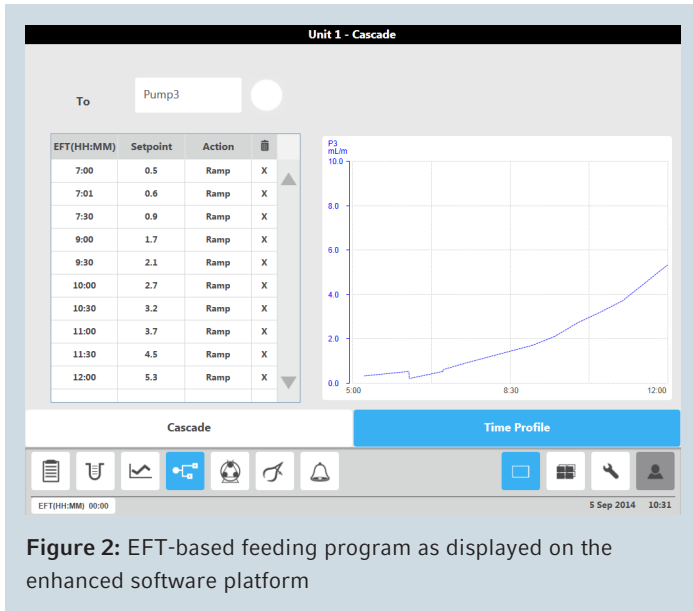 Unit 1 - Cascade
To
Pump3
EFT(HH:MM) Setpoint Action
7:00 0.5 Ramp X
7:01 0.6 Ramp X
7:30 0.9 Ramp X
9:00 1.7 Ramp X
9:30 2.1 Ramp X
10:00 2.7 Ramp X
10:30 3.2 Ramp X
11:00 3.7 Ramp X
11:30 4.5 Ramp X
12:00 5.3 Ramp X
P3
mL/m
10.0
8.0
6.0
4.0
2.0
0.0
5:00 8:30 12:00
Cascade Time Profile
EFT(HH:MM) 00:00 5 Sep 2014 10:31
Figure 2: EFT-based feeding program as displayed on the
enhanced software platform